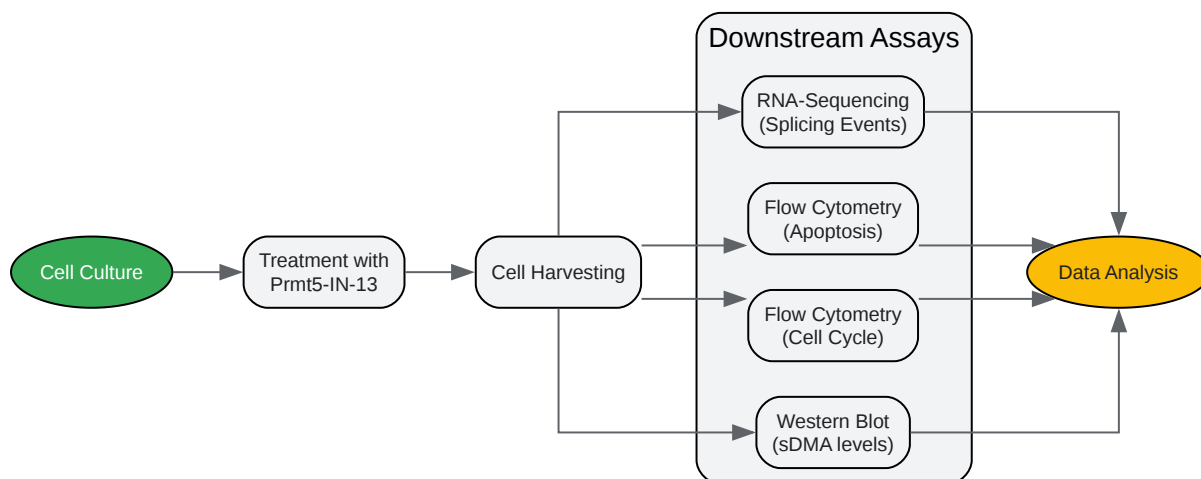 Downstream Assays
RNA-Sequencing
(Splicing Events)
Flow Cytometry
(Apoptosis)
Cell Culture
Treatment with
Prmt5-IN-13
Cell Harvesting
Data Analysis
Flow Cytometry
(Cell Cycle)
Western Blot
(sDMA levels)